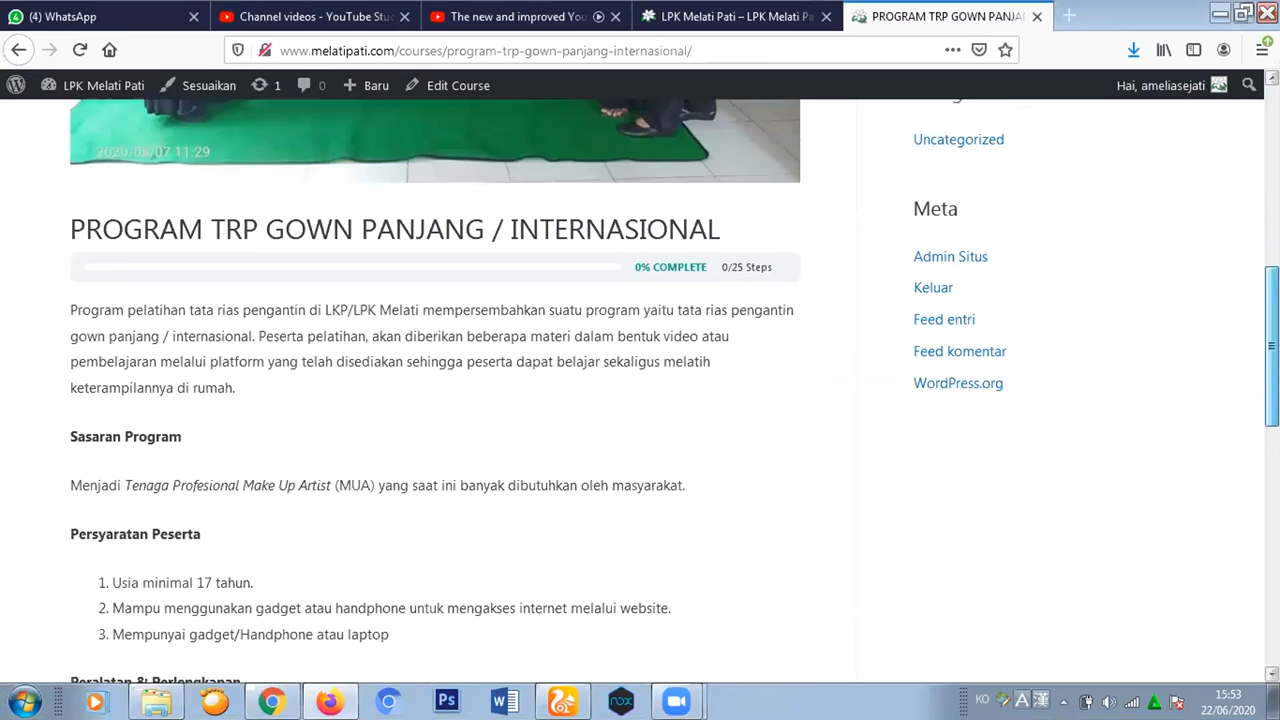 (4) WhatsApp
Channel videos - YouTube Stu
The new and improved You
LPK Melati Pati – LPK Melati Pa
PROGRAM TRP GOWN PANJA
www.melatipati.com/courses/program-trp-gown-panjang-internasional/
LPK Melati Pati
Sesuaikan
1
0
Baru
Edit Course
Hai, ameliasejati
2020/06/07 11:29
Uncategorized
Meta
Admin Situs
Keluar
Feed entri
Feed komentar
WordPress.org
PROGRAM TRP GOWN PANJANG / INTERNASIONAL
0% COMPLETE 0/25 Steps
Program pelatihan tata rias pengantin di LKP/LPK Melati mempersembahkan suatu program yaitu tata rias pengantin
gown panjang / internasional. Peserta pelatihan, akan diberikan beberapa materi dalam bentuk video atau
pembelajaran melalui platform yang telah disediakan sehingga peserta dapat belajar sekaligus melatih
keterampilannya di rumah.
Sasaran Program
Menjadi Tenaga Profesional Make Up Artist (MUA) yang saat ini banyak dibutuhkan oleh masyarakat.
Persyaratan Peserta
1. Usia minimal 17 tahun.
2. Mampu menggunakan gadget atau handphone untuk mengakses internet melalui website.
3. Mempunyai gadget/Handphone atau laptop
Peralatan & Perlengkapan
Ps
nox
KO
A
漢
15:53
22/06/2020